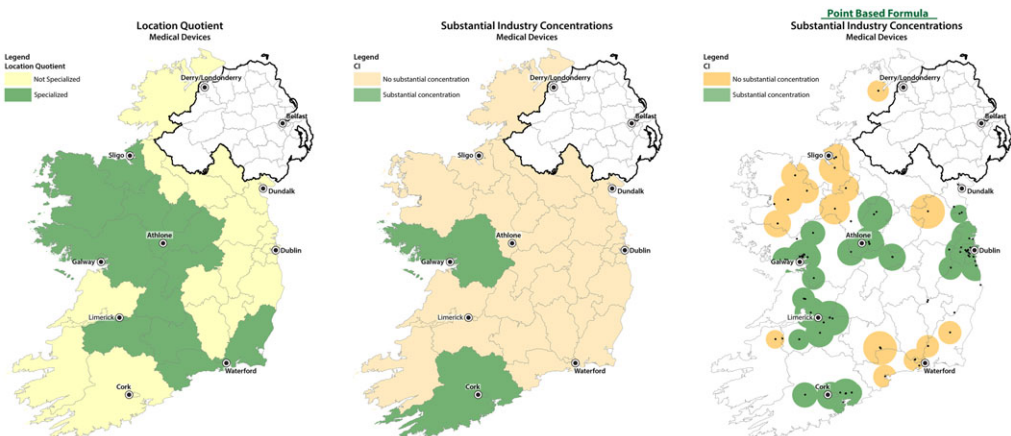 Location Quotient
Medical Devices
Legend
Location Quotient
Not Specialized
Specialized
Derry/Londonderry
Belfast
Sligo
Dundalk
Athlone
Dublin
Galway
Limerick
Waterford
Cork
Substantial Industry Concentrations
Medical Devices
Legend
CI
No substantial concentration
Substantial concentration
Derry/Londonderry
Belfast
Sligo
Dundalk
Athlone
Dublin
Galway
Limerick
Waterford
Cork
Point Based Formula
Substantial Industry Concentrations
Medical Devices
Legend
CI
No substantial concentration
Substantial concentration
Derry/Londonderry
Belfast
Sligo
Dundalk
Athlone
Dublin
Galway
Limerick
Waterford
Cork